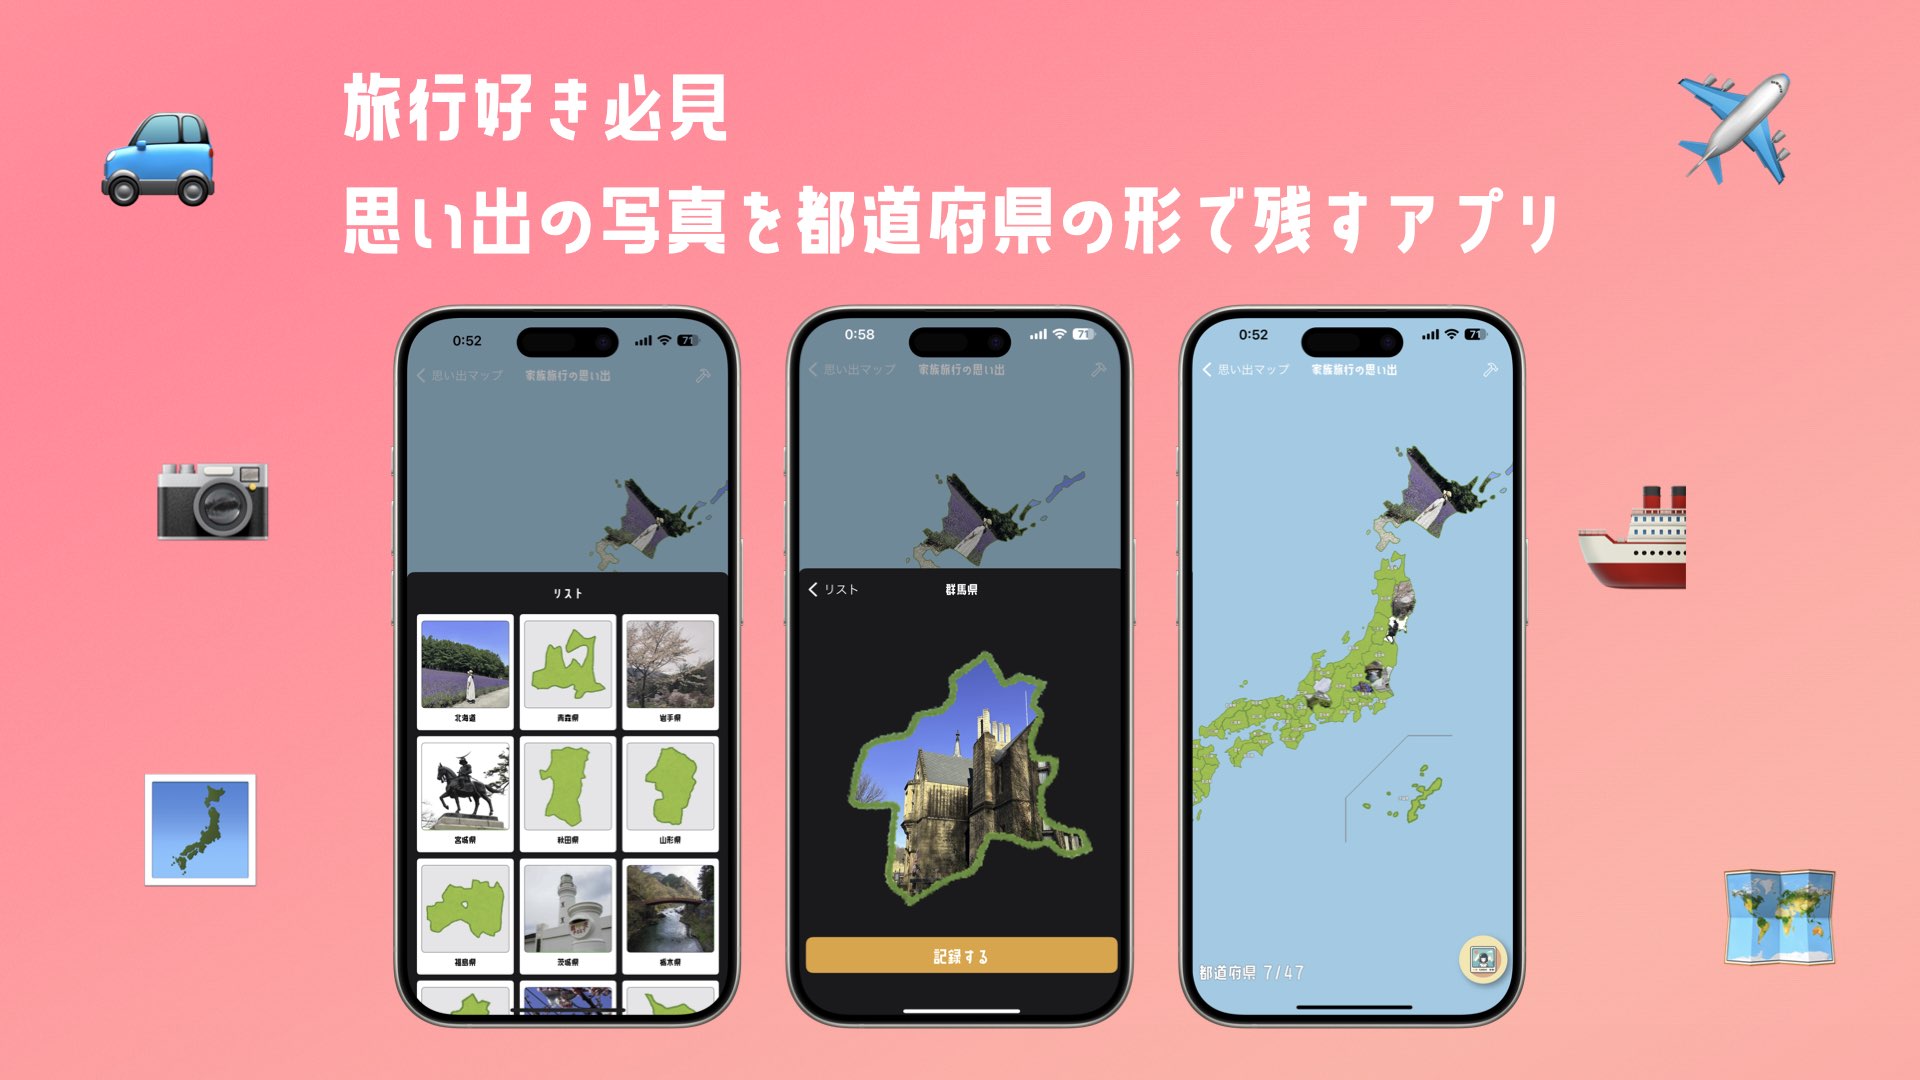 旅行好き必見
思い出の写真を都道府県の形で残すアプリ
0:52
71
思い出マップ
家族旅行の思い出
リスト
北海道
青森県
岩手県
宮城県
秋田県
山形県
福島県
茨城県
栃木県
0:58
71
思い出マップ
家族旅行の思い出
リスト
群馬県
記録する
0:52
71
思い出マップ
家族旅行の思い出
都道府県 7/47